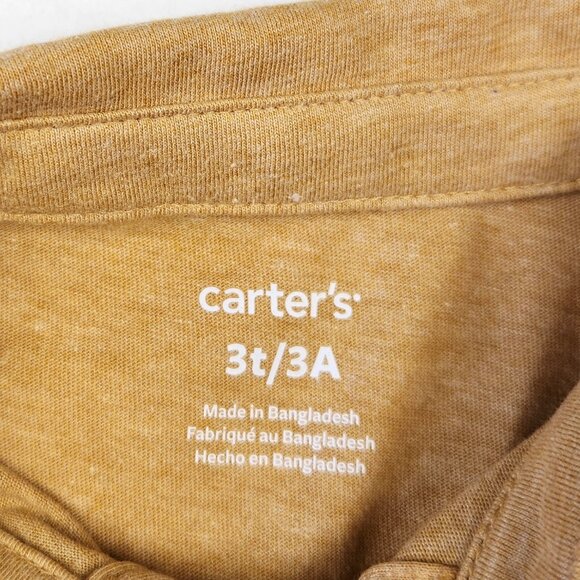 carter's
3t/3A
Made in Bangladesh
Fabriqué au Bangladesh
Hecho en Bangladesh